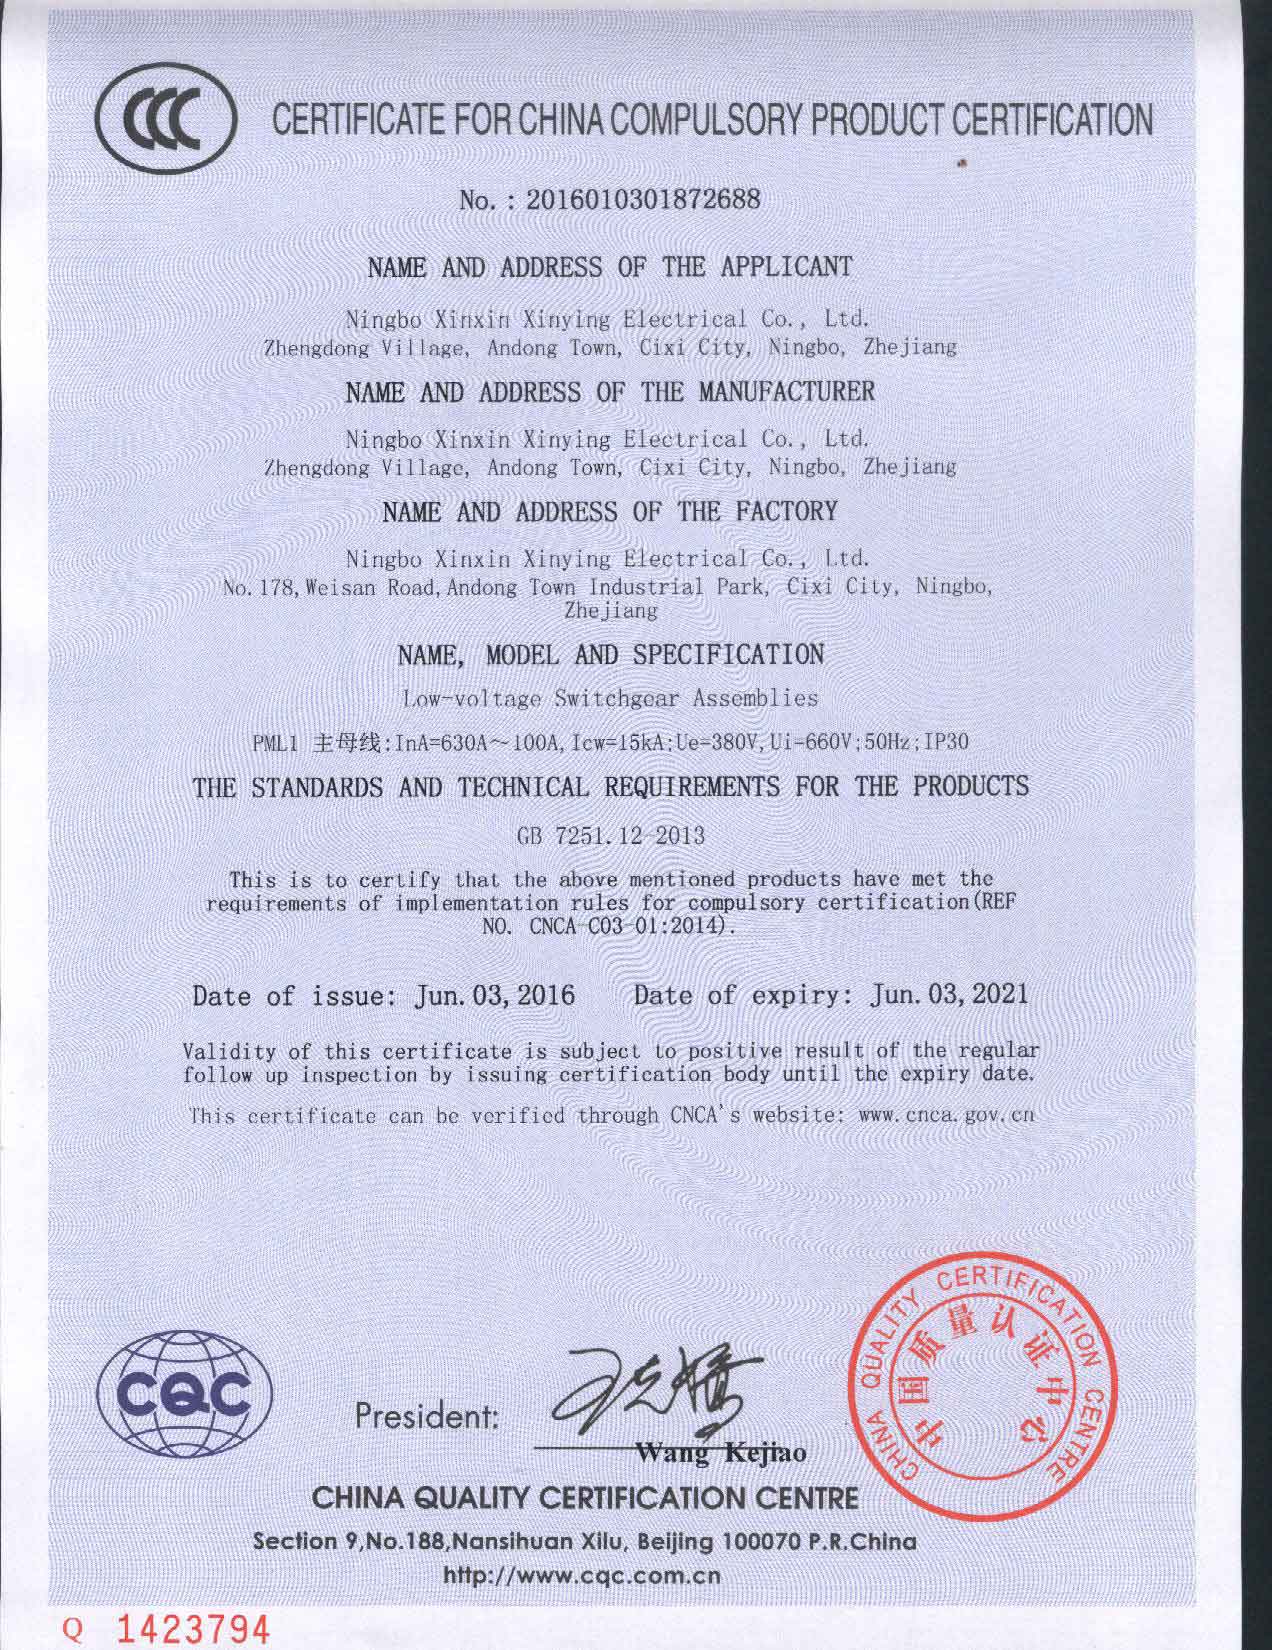 CCC
CERTIFICATE FOR CHINA COMPULSORY PRODUCT CERTIFICATION
No. : 2016010301872688
NAME AND ADDRESS OF THE APPLICANT
Ningbo Xinxin Xinying Electrical Co., Ltd.
Zhengdong Village, Andong Town, Cixi City, Ningbo, Zhejiang
NAME AND ADDRESS OF THE MANUFACTURER
Ningbo Xinxin Xinying Electrical Co., Ltd.
Zhengdong Village, Andong Town, Cixi City, Ningbo, Zhejiang
NAME AND ADDRESS OF THE FACTORY
Ningbo Xinxin Xinying Electrical Co., Ltd.
No.178,Weisan Road,Andong Town Industrial Park, Cixi City, Ningbo,
Zhejiang
NAME, MODEL AND SPECIFICATION
Low-voltage Switchgear Assemblies
PML1 主母线:InA=630A～100A,Icw=15kA;Ue=380V,Ui=660V;50Hz;IP30
THE STANDARDS AND TECHNICAL REQUIREMENTS FOR THE PRODUCTS
GB 7251.12-2013
This is to certify that the above mentioned products have met the
requirements of implementation rules for compulsory certification(REF
NO. CNCA-C03-01:2014).
Date of issue: Jun.03,2016 Date of expiry: Jun.03,2021
Validity of this certificate is subject to positive result of the regular
follow up inspection by issuing certification body until the expiry date.
This certificate can be verified through CNCA's website: www.cnca.gov.cn
CHINA QUALITY CERTIFICATION CENTRE
中国质量认证中心
CQC
President:
Wang Kejiao
CHINA QUALITY CERTIFICATION CENTRE
Section 9,No.188,Nansihuan Xilu, Beijing 100070 P.R.China
http://www.cqc.com.cn
Q 1423794